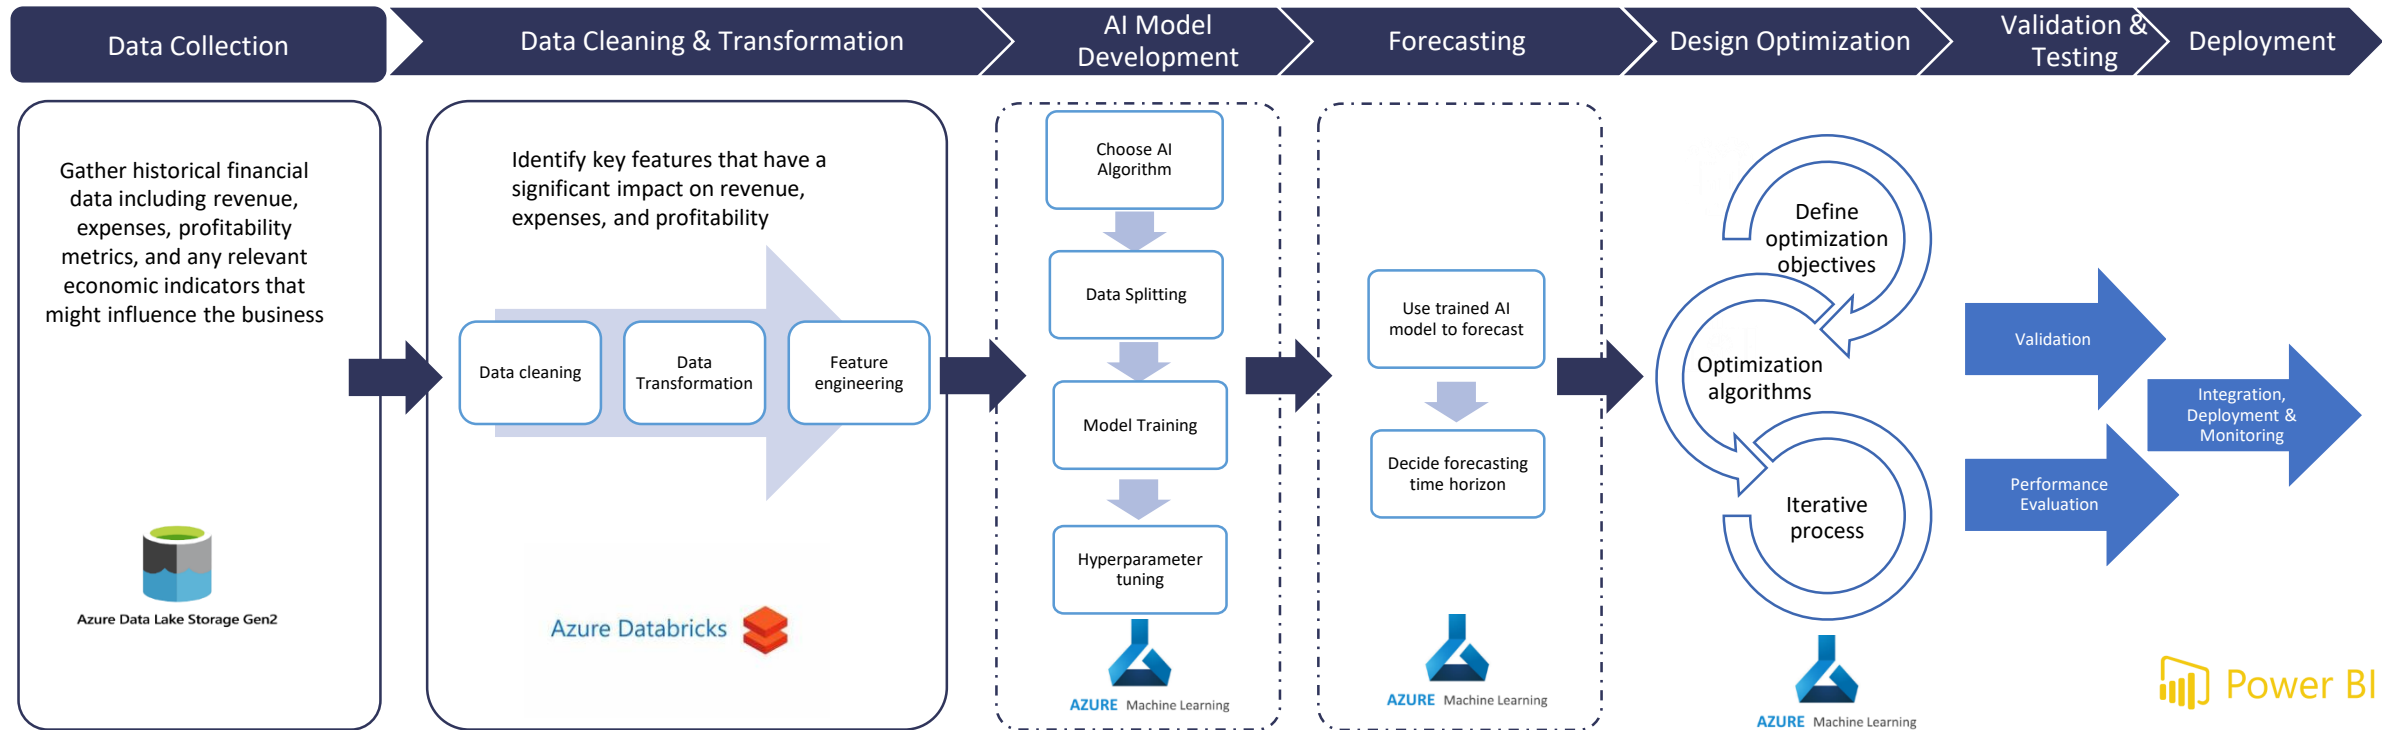 Data Collection
Data Cleaning & Transformation
AI Model
Development
Forecasting
Design Optimization
Validation &
Testing
Deployment
Gather historical financial
data including revenue,
expenses, profitability
metrics, and any relevant
economic indicators that
might influence the business
Azure Data Lake Storage Gen2
Identify key features that have a
significant impact on revenue,
expenses, and profitability
Data cleaning
Data
Transformation
Feature
engineering
Azure Databricks
Choose AI
Algorithm
Data Splitting
Model Training
Hyperparameter
tuning
AZURE Machine Learning
Use trained AI
model to forecast
Decide forecasting
time horizon
AZURE Machine Learning
Define
optimization
objectives
Optimization
algorithms
Iterative
process
AZURE Machine Learning
Validation
Performance
Evaluation
Integration,
Deployment &
Monitoring
Power BI